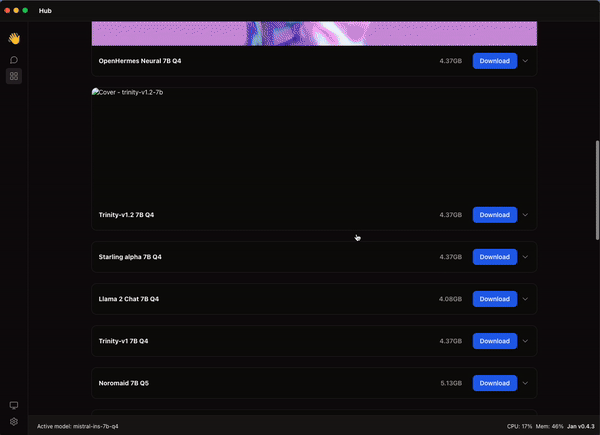 Hub
OpenHermes Neural 7B Q4 4.37GB Download
Cover - trinity-v1.2-7b
Trinity-v1.2 7B Q4 4.37GB Download
Starling alpha 7B Q4 4.37GB Download
Llama 2 Chat 7B Q4 4.08GB Download
Trinity-v1 7B Q4 4.37GB Download
Noromaid 7B Q5 5.13GB Download
Active model: mistral-ins-7b-q4 CPU: 17% Mem: 46% Jan v0.4.3